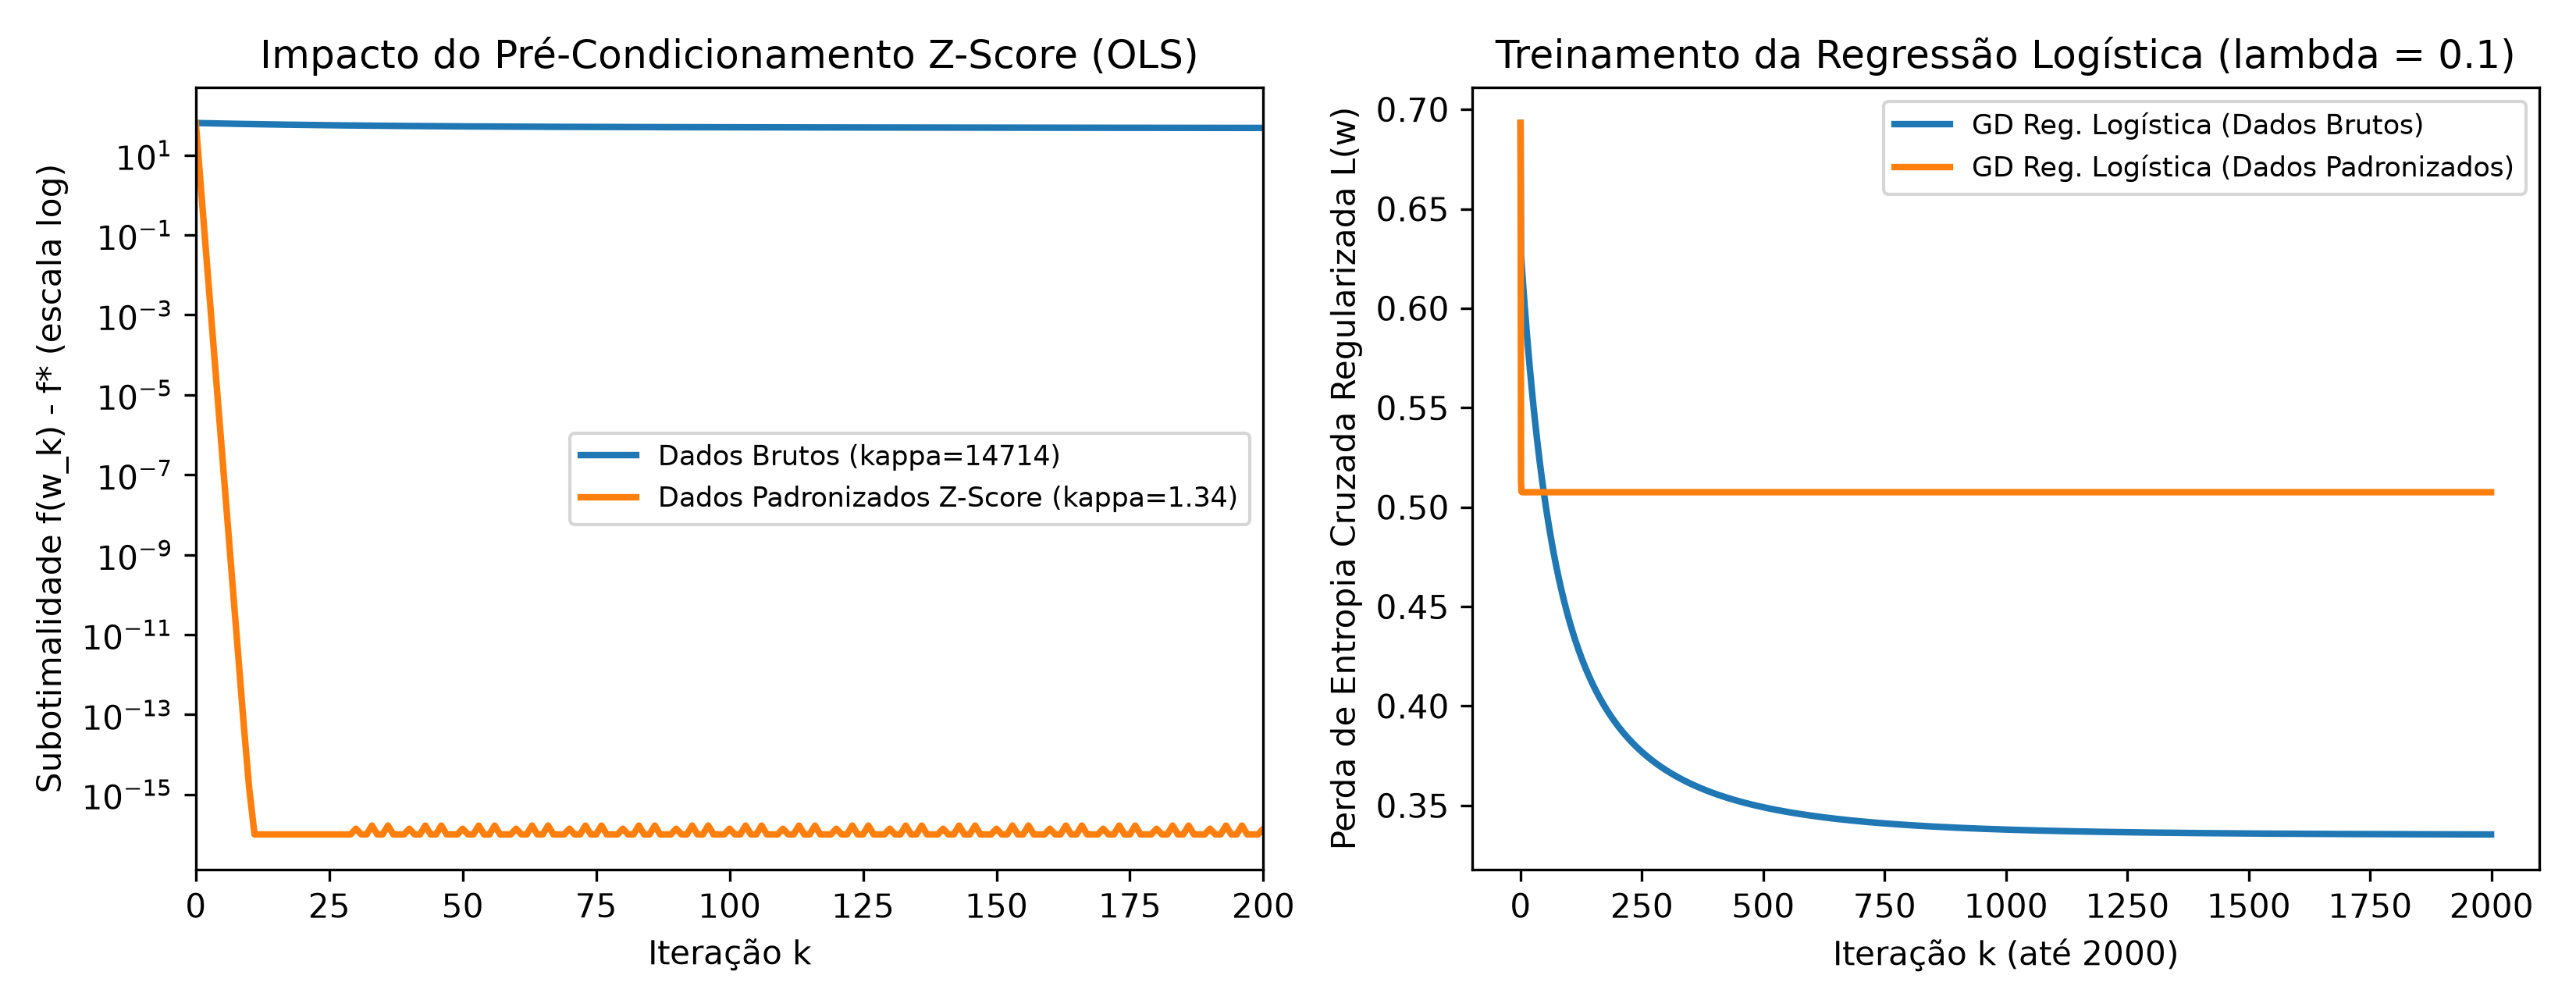 Impacto do Pré-Condicionamento Z-Score (OLS)
Subotimalidade f(w_k) - f* (escala log)
10^1
10^-1
10^-3
10^-5
10^-7
10^-9
10^-11
10^-13
10^-15
Dados Brutos (kappa=14714)
Dados Padronizados Z-Score (kappa=1.34)
0 25 50 75 100 125 150 175 200
Iteração k
Treinamento da Regressão Logística (lambda = 0.1)
Perda de Entropia Cruzada Regularizada L(w)
0.70
0.65
0.60
0.55
0.50
0.45
0.40
0.35
GD Reg. Logística (Dados Brutos)
GD Reg. Logística (Dados Padronizados)
0 250 500 750 1000 1250 1500 1750 2000
Iteração k (até 2000)